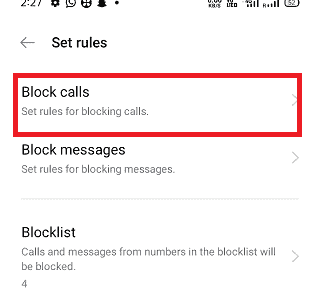 2:27
52
Set rules
Block calls
Set rules for blocking calls.
Block messages
Set rules for blocking messages.
Blocklist
Calls and messages from numbers in the blocklist will
be blocked.
4